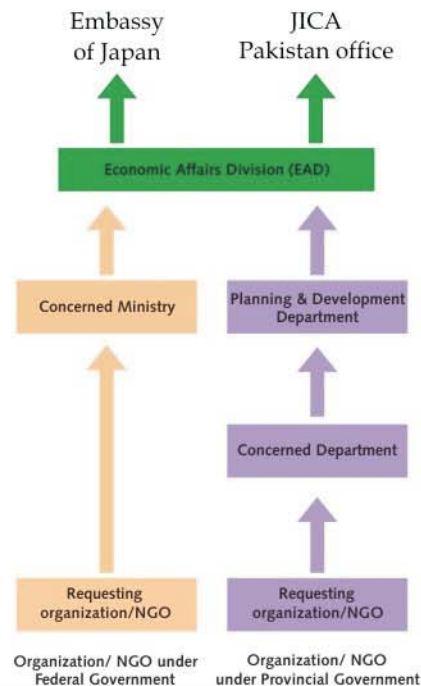 Embassy
of Japan
JICA
Pakistan office
Economic Affairs Division (EAD)
Concerned Ministry
Planning & Development
Department
Concerned Department
Requesting
organization/NGO
Requesting
organization/NGO
Organization/ NGO under
Federal Government
Organization/ NGO
under Provincial Government